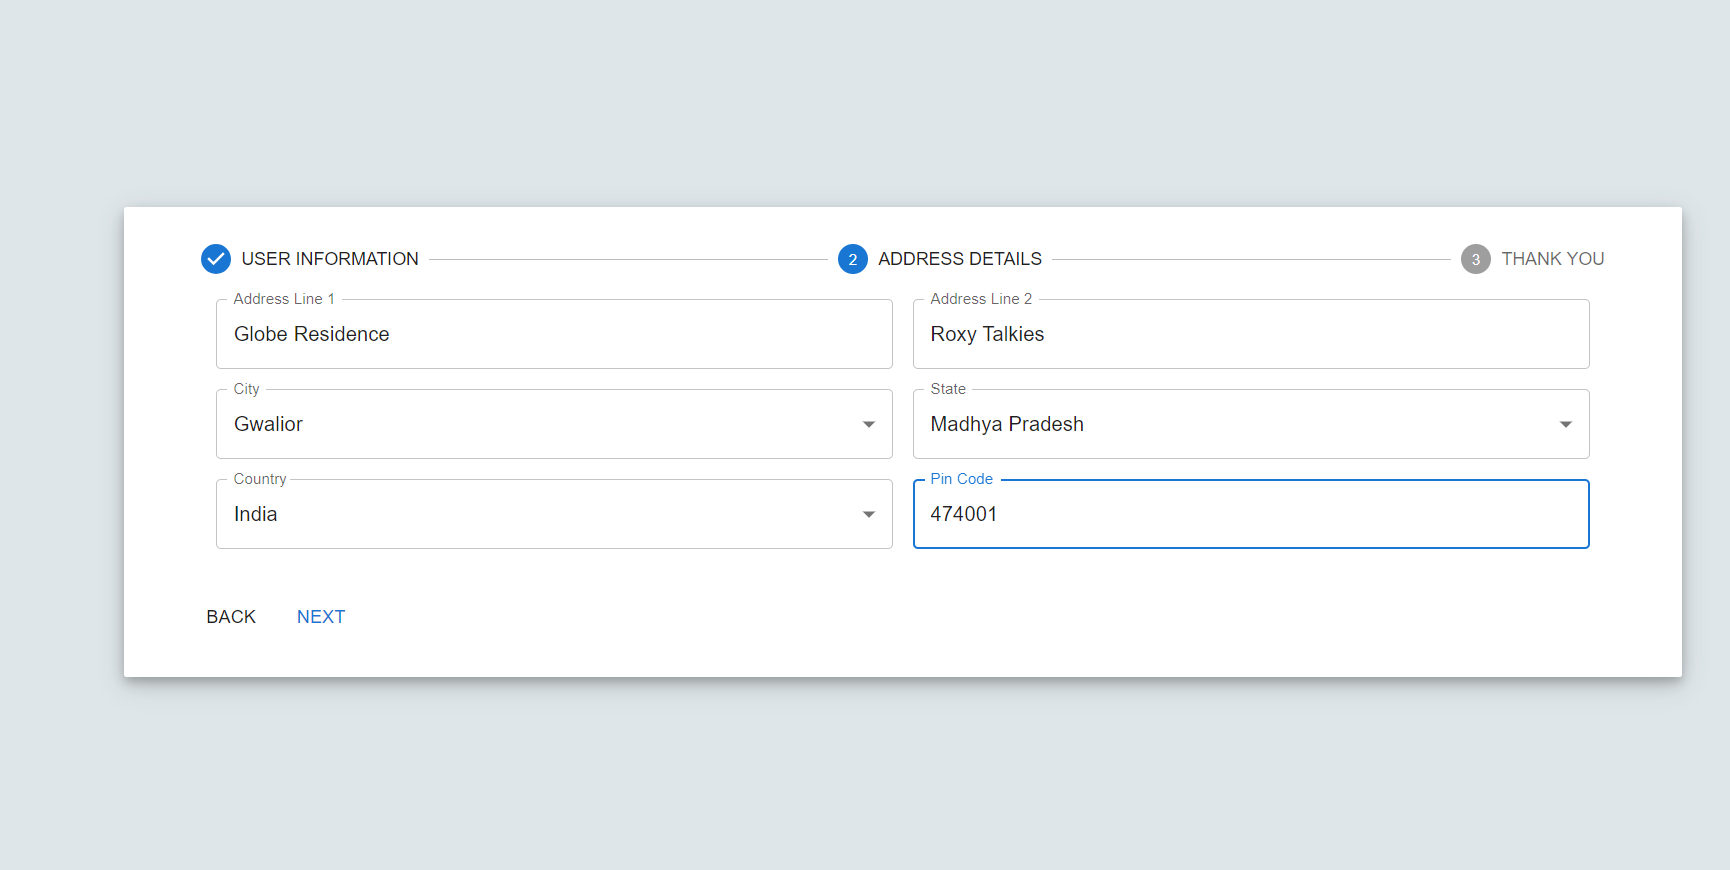 USER INFORMATION
2 ADDRESS DETAILS
3 THANK YOU
Address Line 1
Globe Residence
Address Line 2
Roxy Talkies
City
Gwalior
State
Madhya Pradesh
Country
India
Pin Code
474001
BACK NEXT